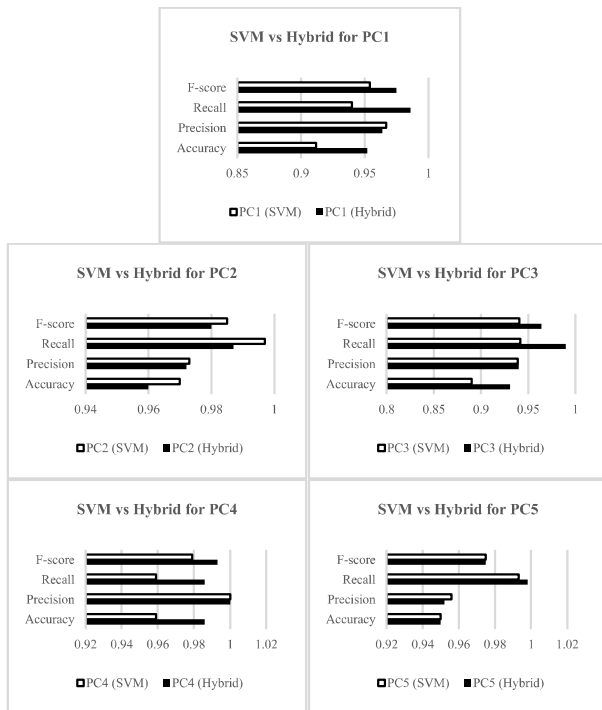 SVM vs Hybrid for PC1
F-score
Recall
Precision
Accuracy
0.85 0.9 0.95 1
PC1 (SVM) PC1 (Hybrid)
SVM vs Hybrid for PC2
F-score
Recall
Precision
Accuracy
0.94 0.96 0.98 1
PC2 (SVM) PC2 (Hybrid)
SVM vs Hybrid for PC3
F-score
Recall
Precision
Accuracy
0.8 0.85 0.9 0.95 1
PC3 (SVM) PC3 (Hybrid)
SVM vs Hybrid for PC4
F-score
Recall
Precision
Accuracy
0.92 0.94 0.96 0.98 1 1.02
PC4 (SVM) PC4 (Hybrid)
SVM vs Hybrid for PC5
F-score
Recall
Precision
Accuracy
0.92 0.94 0.96 0.98 1 1.02
PC5 (SVM) PC5 (Hybrid)